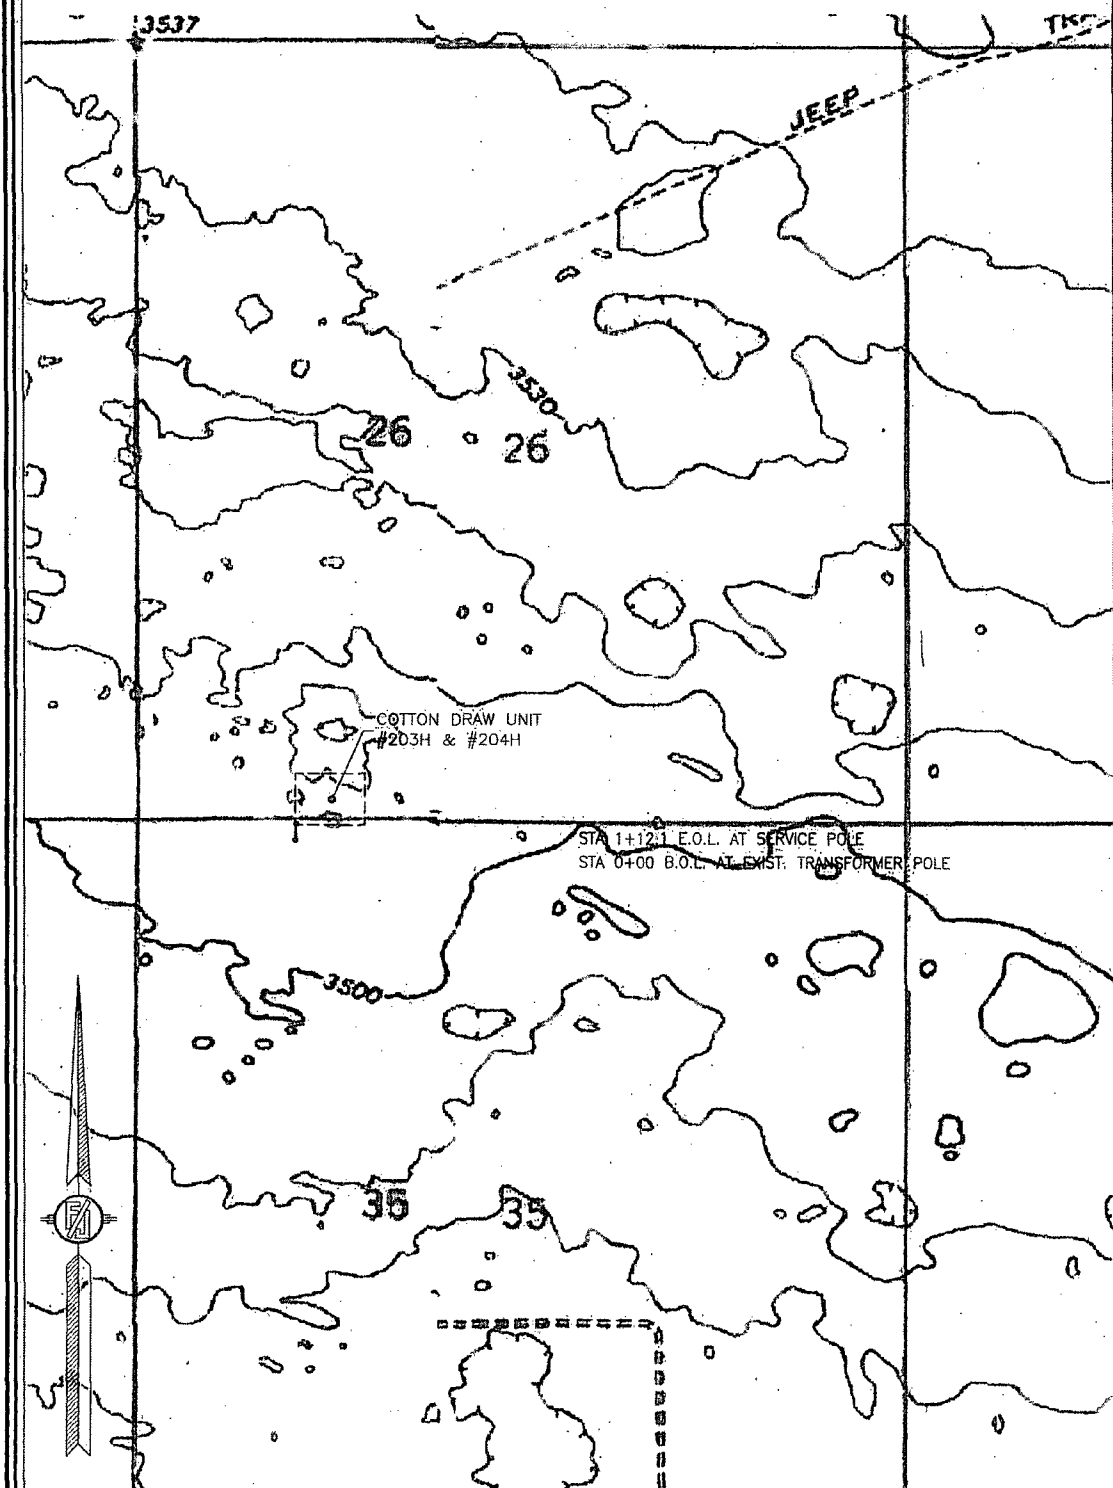 3537
JEEP
3530
26
26
COTTON DRAW UNIT
#203H & #204H
STA 1+12.1 E.O.L. AT SERVICE POLE
STA 0+00 B.O.L. AT EXIST. TRANSFORMER POLE
3500
35
35